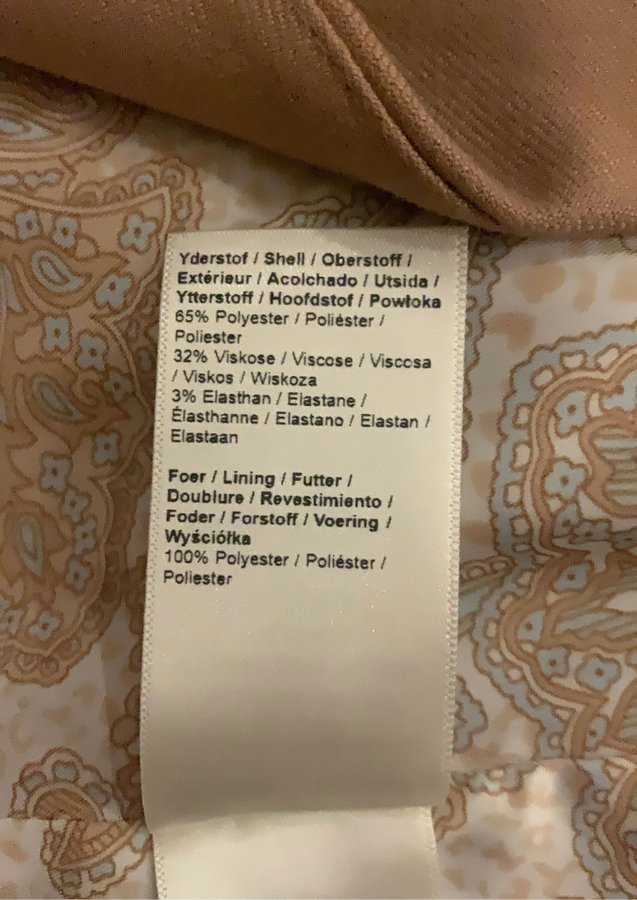 Yderstof / Shell / Oberstoff /
Extérieur / Acolchado / Utsida /
Ytterstoff / Hoofdstof / Powłoka
65% Polyester / Poliéster /
Poliester
32% Viskose / Viscose / Viscosa
/ Viskos / Wiskoza
3% Elasthan / Elastane /
Élasthanne / Elastano / Elastan /
Elastaan
Foer / Lining / Futter /
Doublure / Revestimiento /
Foder / Forstoff / Voering /
Wyściółka
100% Polyester / Poliéster /
Poliester